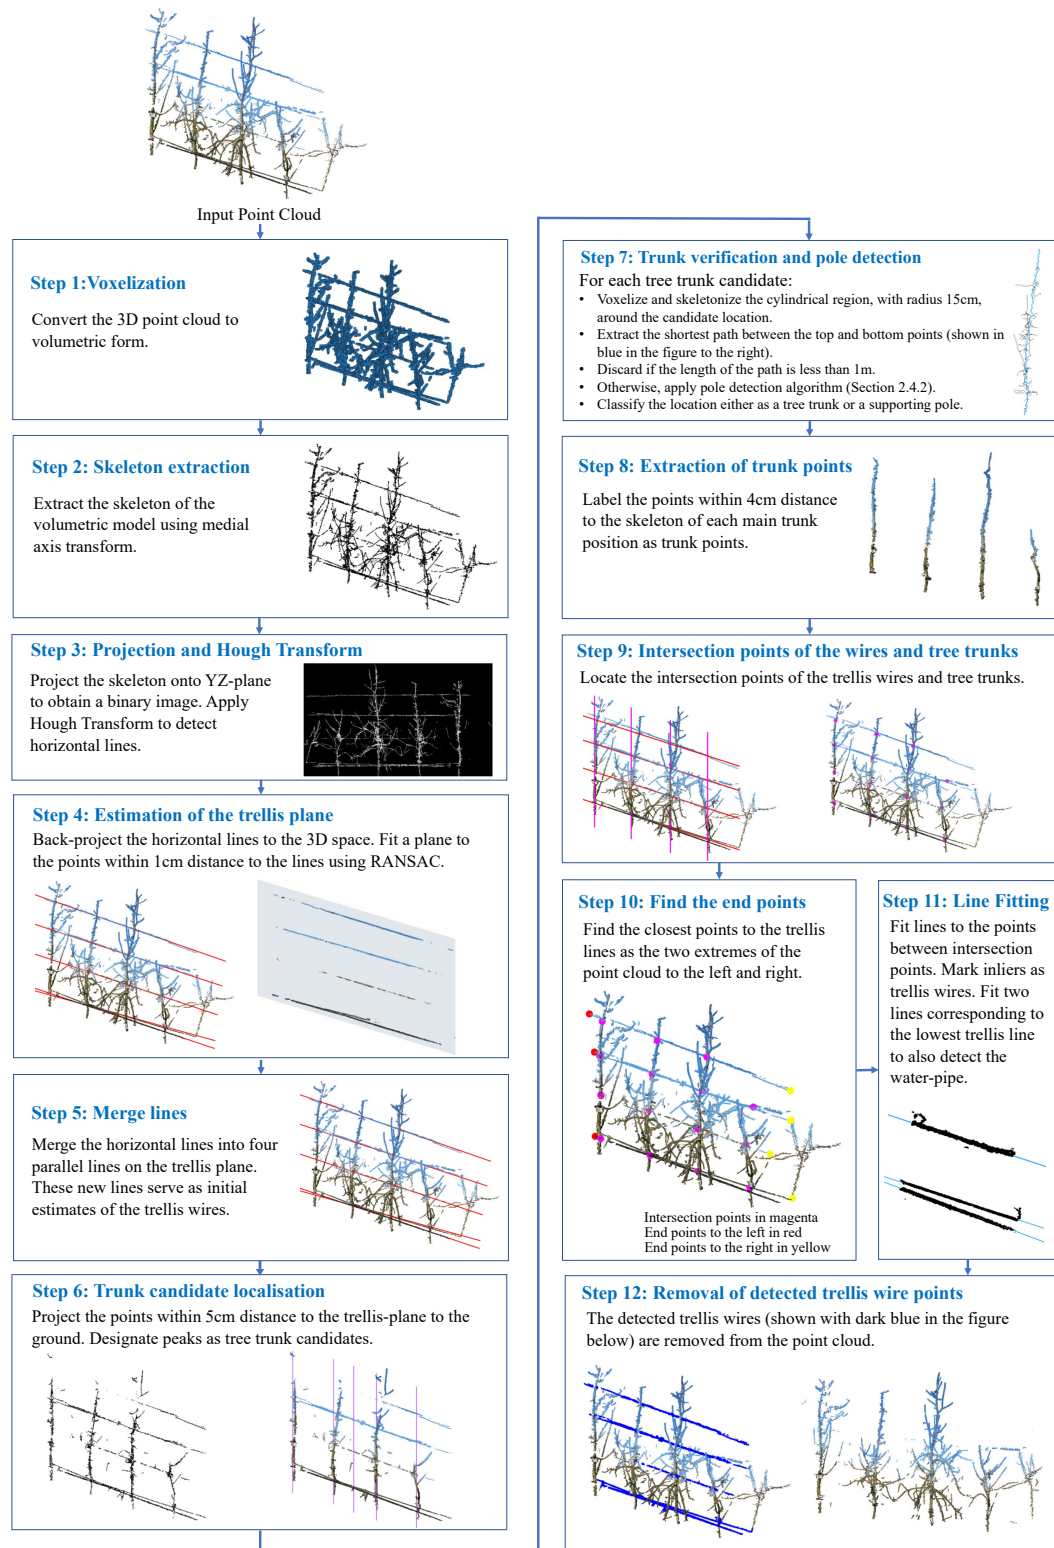 Input Point Cloud
Step 1:Voxelization
Convert the 3D point cloud to
volumetric form.
Step 2: Skeleton extraction
Extract the skeleton of the
volumetric model using medial
axis transform.
Step 3: Projection and Hough Transform
Project the skeleton onto YZ-plane
to obtain a binary image. Apply
Hough Transform to detect
horizontal lines.
Step 4: Estimation of the trellis plane
Back-project the horizontal lines to the 3D space. Fit a plane to
the points within 1cm distance to the lines using RANSAC.
Step 5: Merge lines
Merge the horizontal lines into four
parallel lines on the trellis plane.
These new lines serve as initial
estimates of the trellis wires.
Step 6: Trunk candidate localisation
Project the points within 5cm distance to the trellis-plane to the
ground. Designate peaks as tree trunk candidates.
Step 7: Trunk verification and pole detection
For each tree trunk candidate:
• Voxelize and skeletonize the cylindrical region, with radius 15cm,
around the candidate location.
• Extract the shortest path between the top and bottom points (shown in
blue in the figure to the right).
• Discard if the length of the path is less than 1m.
• Otherwise, apply pole detection algorithm (Section 2.4.2).
• Classify the location either as a tree trunk or a supporting pole.
Step 8: Extraction of trunk points
Label the points within 4cm distance
to the skeleton of each main trunk
position as trunk points.
Step 9: Intersection points of the wires and tree trunks
Locate the intersection points of the trellis wires and tree trunks.
Step 10: Find the end points
Find the closest points to the trellis
lines as the two extremes of the
point cloud to the left and right.
Intersection points in magenta
End points to the left in red
End points to the right in yellow
Step 11: Line Fitting
Fit lines to the points
between intersection
points. Mark inliers as
trellis wires. Fit two
lines corresponding to
the lowest trellis line
to also detect the
water-pipe.
Step 12: Removal of detected trellis wire points
The detected trellis wires (shown with dark blue in the figure
below) are removed from the point cloud.